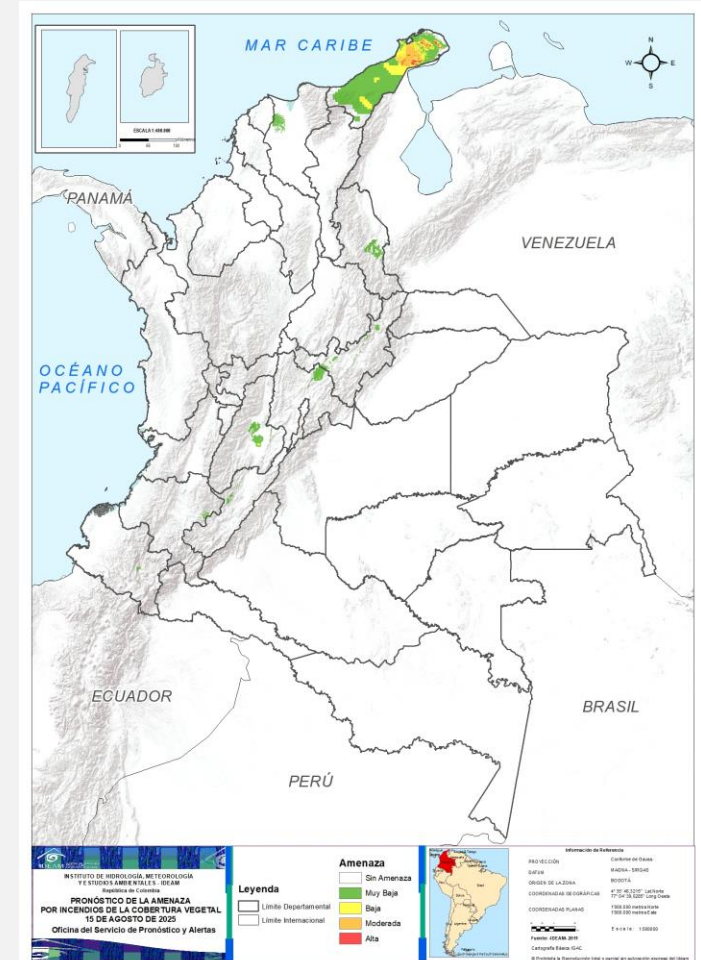 MAR CARIBE
N
W
E
S
ESCALA 1:
0
PANAMÁ
VENEZUELA
OCÉANO
PACÍFICO
ECUADOR
BRASIL
PERÚ
INSTITUTO DE HIDROLOGÍA, METEOROLOGÍA
Y ESTUDIOS AMBIENTALES - IDEAM
República de Colombia
PRONÓSTICO DE LA AMENAZA
POR INCENDIOS DE LA COBERTURA VEGETAL
15 DE AGOSTO DE 2025
Oficina del Servicio de Pronóstico y Alertas
Leyenda
Límite Departamental
Límite Internacional
Amenaza
Sin Amenaza
Muy Baja
Baja
Moderada
Alta
Información de Referencia
PROYECCIÓN
Conforme de Gauss
DATUM
MAGNA - SIRGAS
ORIGEN DE LA ZONA
BOGOTÁ
COORDENADAS GEOGRÁFICAS
COORDENADAS PLANAS
Fuente: IDEAM
Cartografía Básica IGAC.